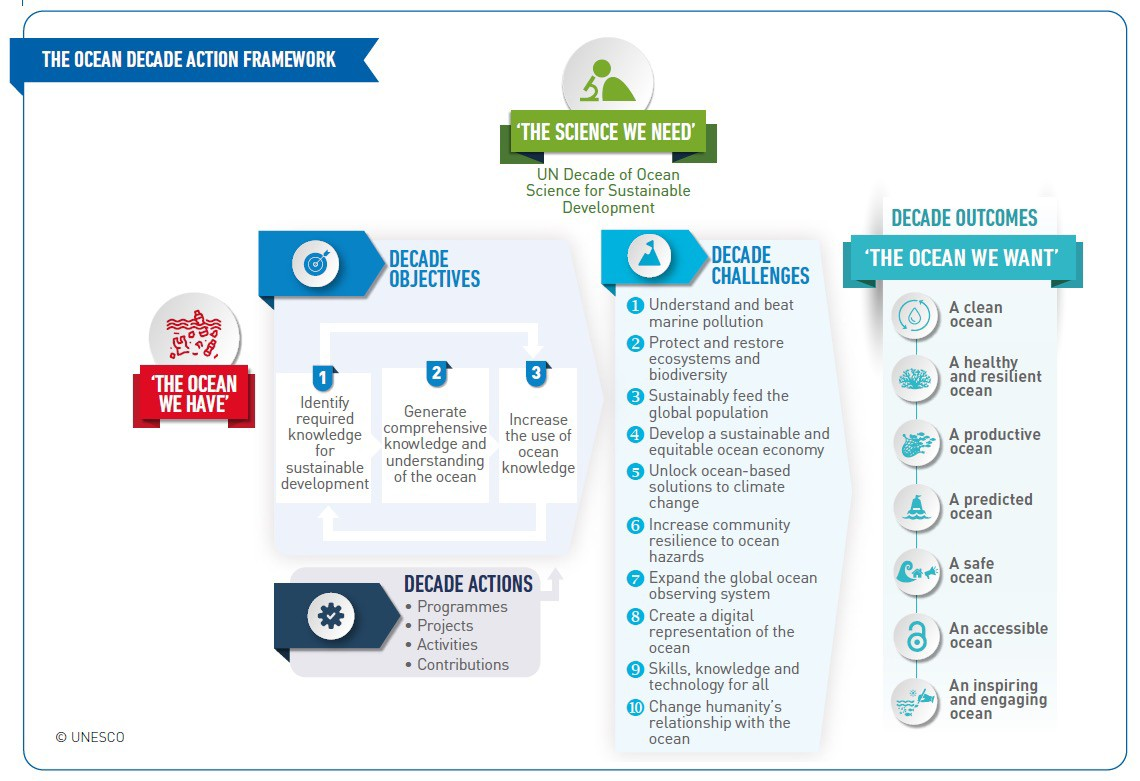 THE OCEAN DECADE ACTION FRAMEWORK
‘THE SCIENCE WE NEED’
UN Decade of Ocean
Science for Sustainable
Development
‘THE OCEAN
WE HAVE’
DECADE
OBJECTIVES
1
Identify
required
knowledge
for
sustainable
development
2
Generate
comprehensive
knowledge and
understanding
of the ocean
3
Increase
the use of
ocean
knowledge
DECADE ACTIONS
• Programmes
• Projects
• Activities
• Contributions
DECADE
CHALLENGES
1 Understand and beat
marine pollution
2 Protect and restore
ecosystems and
biodiversity
3 Sustainably feed the
global population
4 Develop a sustainable and
equitable ocean economy
5 Unlock ocean-based
solutions to climate
change
6 Increase community
resilience to ocean
hazards
7 Expand the global ocean
observing system
8 Create a digital
representation of the
ocean
9 Skills, knowledge and
technology for all
10 Change humanity’s
relationship with the
ocean
DECADE OUTCOMES
‘THE OCEAN WE WANT’
A clean
ocean
A healthy
and resilient
ocean
A productive
ocean
A predicted
ocean
A safe
ocean
An accessible
ocean
An inspiring
and engaging
ocean
© UNESCO